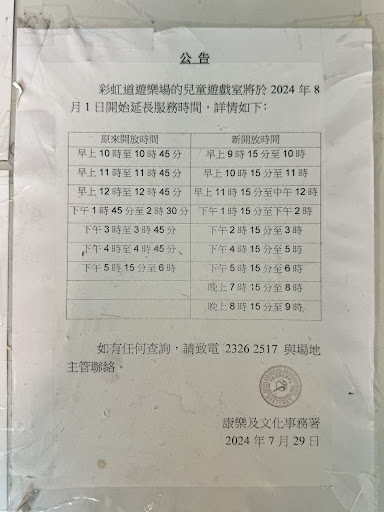 公告
彩虹道遊樂場的兒童遊戲室將於 2024 年 8
月 1 日開始延長服務時間，詳情如下：
原來開放時間 新開放時間
早上 10 時至 10 時 45 分 早上 9 時 15 分至 10 時
早上 11 時至 11 時 45 分 早上 10 時 15 分至 11 時
早上 12 時至 12 時 45 分 早上 11 時 15 分至中午 12 時
下午 1 時 45 分至 2 時 30 分 下午 1 時 15 分至下午 2 時
下午 3 時至 3 時 45 分 下午 2 時 15 分至 3 時
下午 4 時至 4 時 45 分 下午 4 時 15 分至 5 時
下午 5 時 15 分至 6 時 下午 5 時 15 分至 6 時
晚上 7 時 15 分至 8 時
晚上 8 時 15 分至 9 時
如有任何查詢，請致電 2326 2517 與場地
主管聯絡。
康樂及文化事務署
2024 年 7 月 29 日